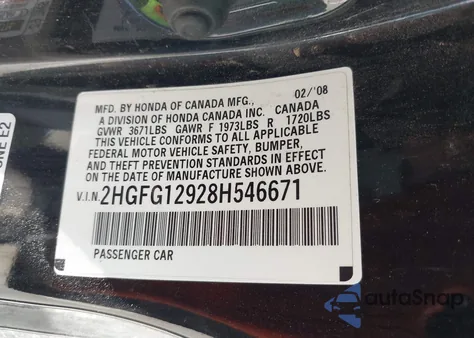 02/'08
MFD. BY HONDA OF CANADA MFG.,
A DIVISION OF HONDA CANADA INC. CANADA
GVWR 3671LBS GAWR F 1973LBS R 1720LBS
THIS VEHICLE CONFORMS TO ALL APPLICABLE
FEDERAL MOTOR VEHICLE SAFETY, BUMPER,
AND THEFT PREVENTION STANDARDS IN EFFECT
ON THE DATE OF MANUFACTURE SHOWN ABOVE.
V.I.N. 2HGFG12928H546671
PASSENGER CAR
ONE E2
autoSnap